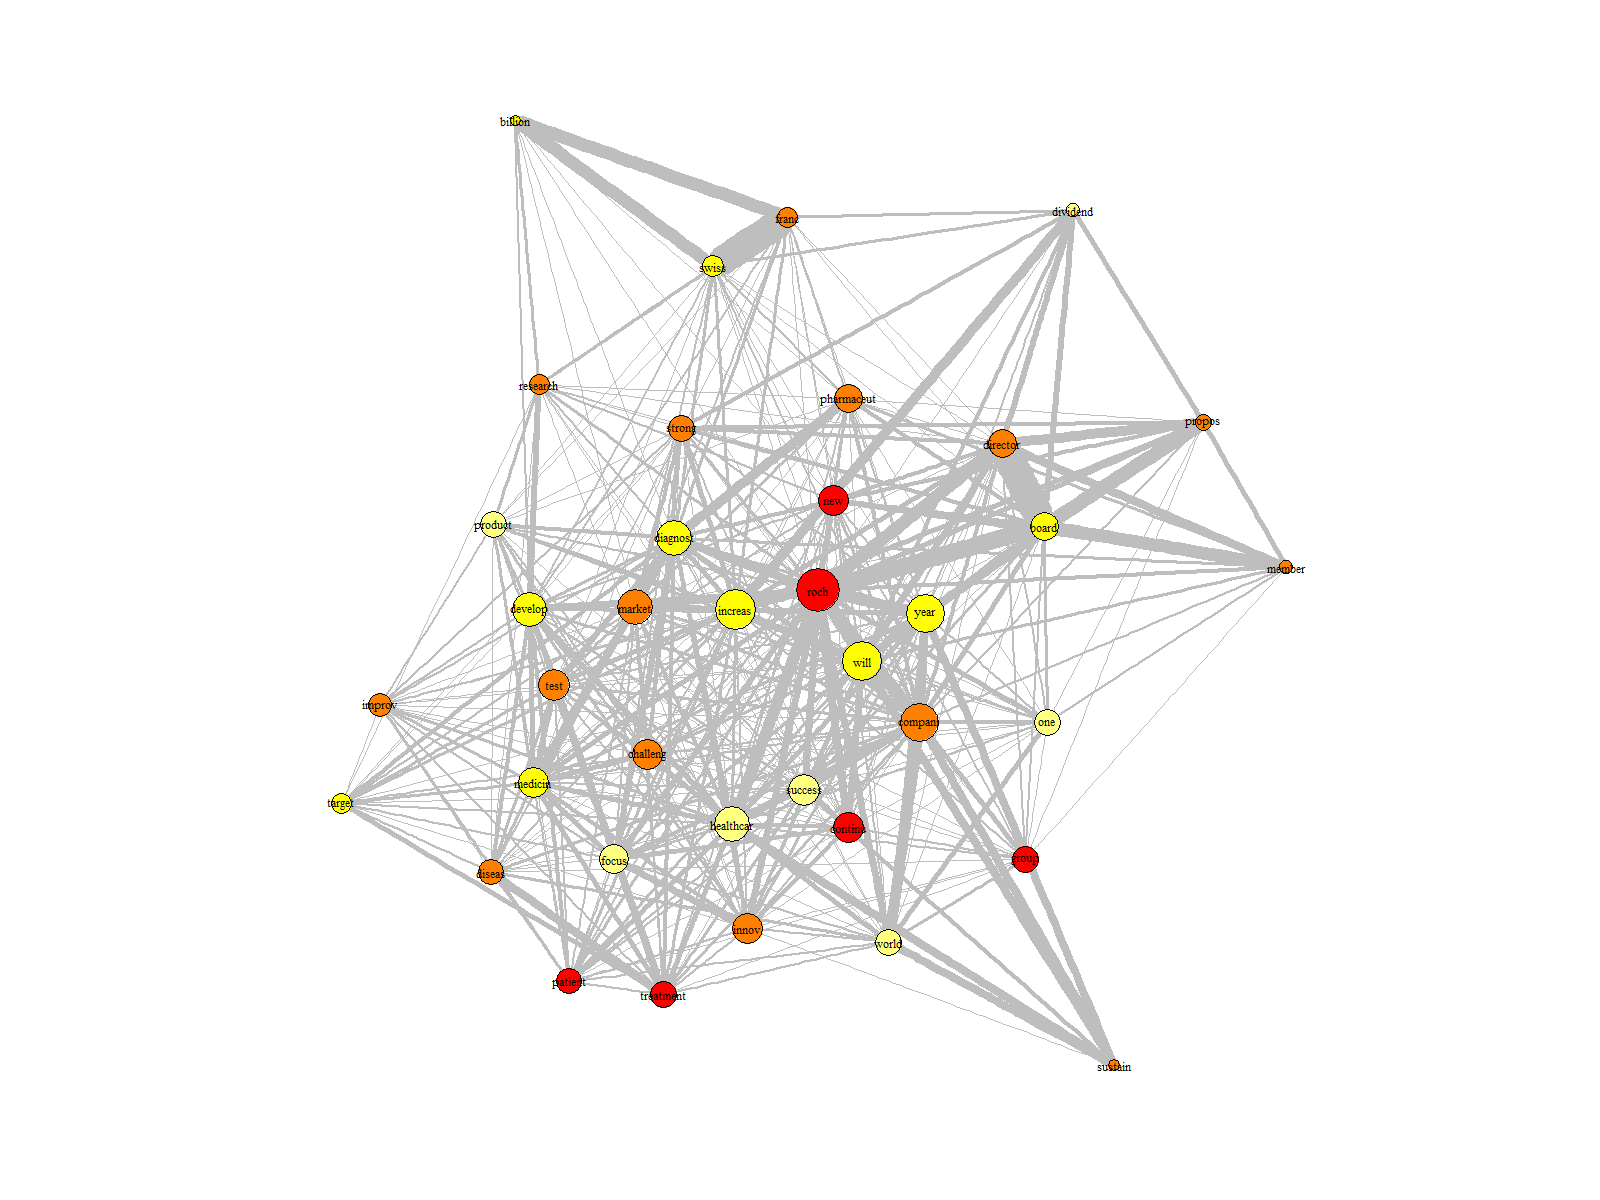 billion
franc
dividend
swiss
research
pharmaceut
strong
propos
director
new
product
board
diagnost
member
roch
develop
market
increas
year
will
test
improv
compani
one
challeng
medicin
success
target
healthcar
continu
focus
group
diseas
innov
world
patient
treatment
sustain